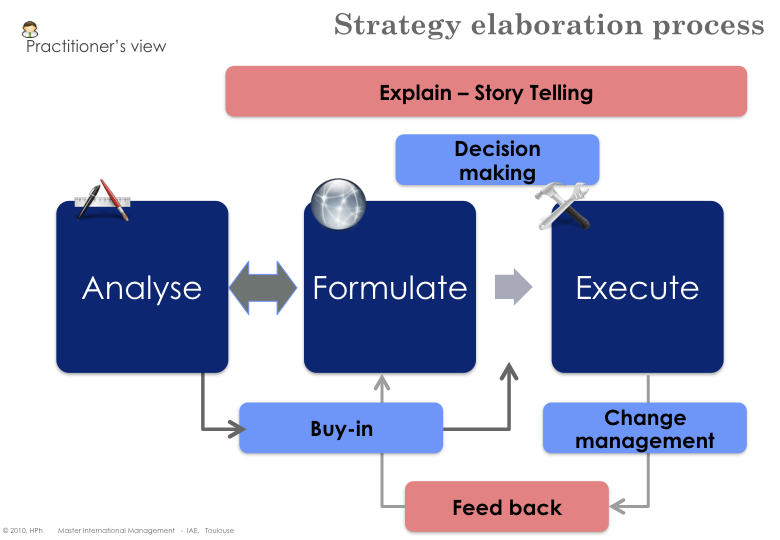 Strategy elaboration process
Practitioner's view
Explain – Story Telling
Decision
making
Analyse
Formulate
Execute
Buy-in
Change
management
Feed back
© 2010, HPh Master International Management - IAE, Toulouse